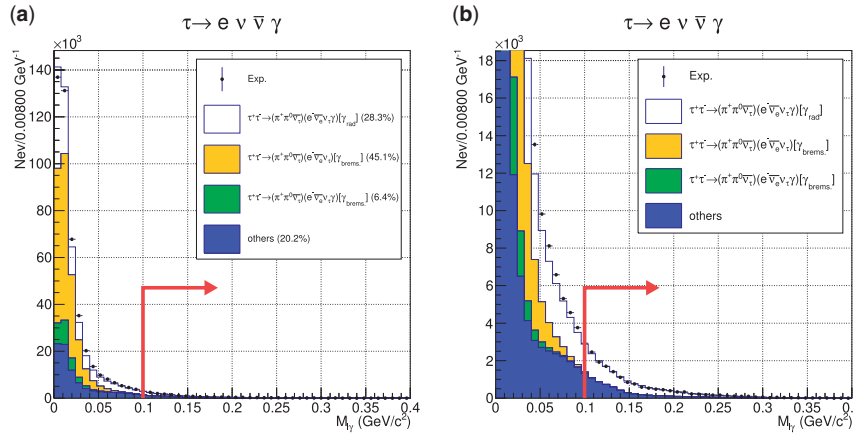 (a) τ→ e ν ν̅ γ
×10³
Nev/0.00800 GeV⁻¹
140
120
100
80
60
40
20
0
Exp.
τ⁺τ⁻→(π⁺π⁰ν̅τ)(e⁻ν̅ₑντγ)[γrad] (28.3%)
τ⁺τ⁻→(π⁺π⁰ν̅τ)(e⁻ν̅ₑντ)[γbrems.] (45.1%)
τ⁺τ⁻→(π⁺π⁰ν̅τ)(e⁻ν̅ₑντγ)[γbrems.] (6.4%)
others (20.2%)
0 0.05 0.1 0.15 0.2 0.25 0.3 0.35 0.4
Mlγ (GeV/c²)
(b) τ→ e ν ν̅ γ
×10³
Nev/0.00800 GeV⁻¹
18
16
14
12
10
8
6
4
2
0
Exp.
τ⁺τ⁻→(π⁺π⁰ν̅τ)(e⁻ν̅ₑντγ)[γrad]
τ⁺τ⁻→(π⁺π⁰ν̅τ)(e⁻ν̅ₑντ)[γbrems.]
τ⁺τ⁻→(π⁺π⁰ν̅τ)(e⁻ν̅ₑντγ)[γbrems.]
others
0 0.05 0.1 0.15 0.2 0.25 0.3 0.35 0.4
Mlγ (GeV/c²)